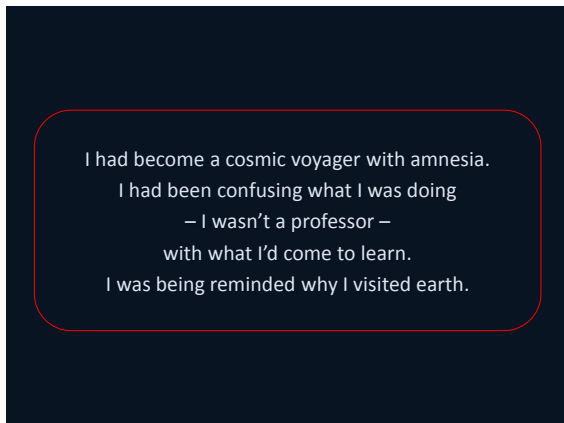 I had become a cosmic voyager with amnesia.
I had been confusing what I was doing
– I wasn’t a professor –
with what I’d come to learn.
I was being reminded why I visited earth.